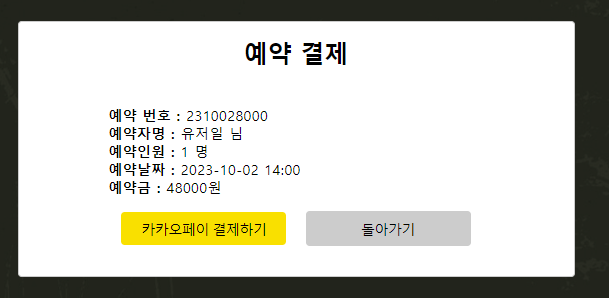 예약 결제
예약 번호 : 2310028000
예약자명 : 유저일 님
예약인원 : 1 명
예약날짜 : 2023-10-02 14:00
예약금 : 48000원
카카오페이 결제하기
돌아가기